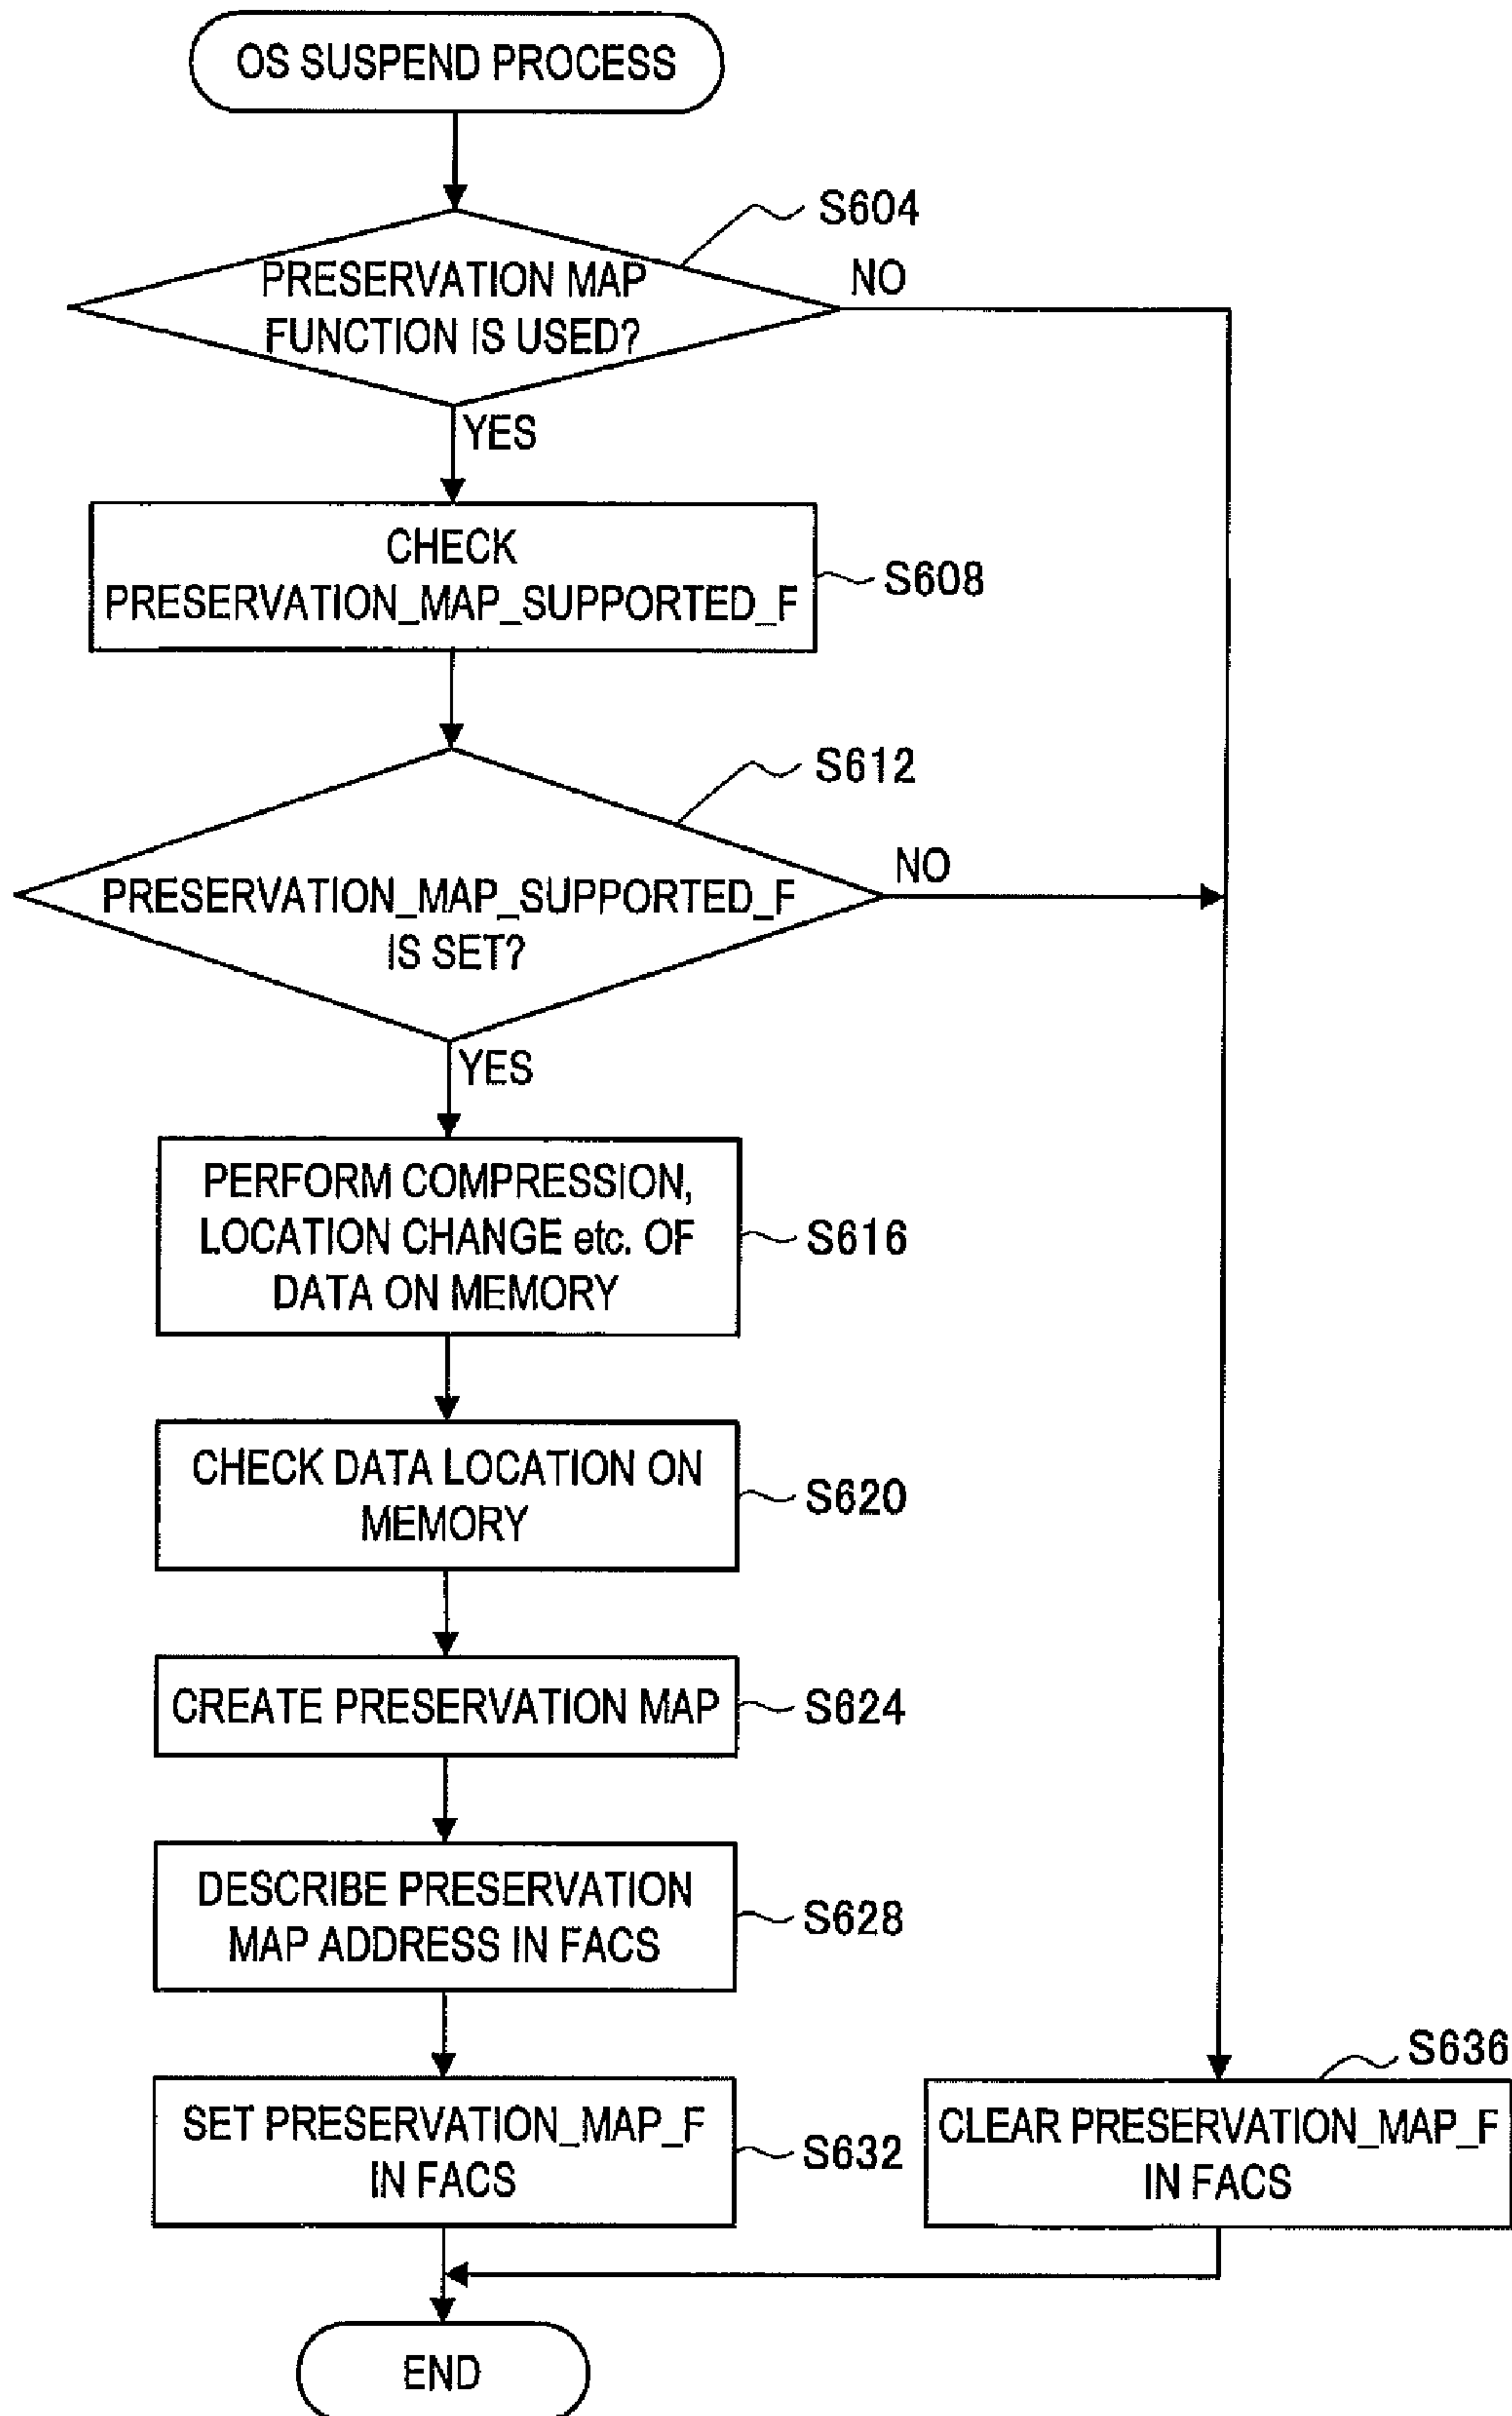 OS SUSPEND PROCESS
S604
PRESERVATION MAP
FUNCTION IS USED?
NO
YES
CHECK
PRESERVATION_MAP_SUPPORTED_F
S608
S612
PRESERVATION_MAP_SUPPORTED_F
IS SET?
NO
YES
PERFORM COMPRESSION,
LOCATION CHANGE etc. OF
DATA ON MEMORY
S616
CHECK DATA LOCATION ON
MEMORY
S620
CREATE PRESERVATION MAP
S624
DESCRIBE PRESERVATION
MAP ADDRESS IN FACS
S628
SET PRESERVATION_MAP_F
IN FACS
S632
S636
CLEAR PRESERVATION_MAP_F
IN FACS
END